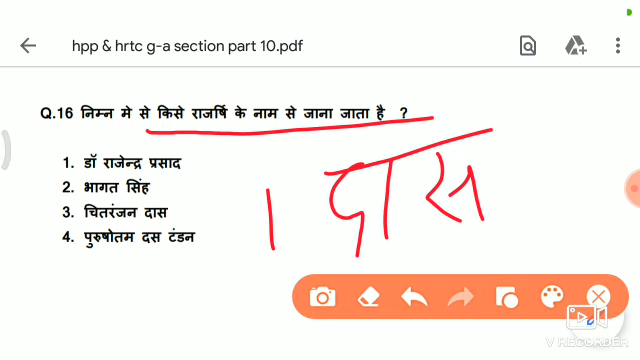 hpp & hrtc g-a section part 10.pdf
Q.16 निम्न मे से किसे राजर्षि के नाम से जाना जाता है ?
1. डॉ राजेन्द्र प्रसाद
2. भागत सिंह
3. चितरंजन दास
4. पुरुषोतम दस टंडन
। दास
V RECORDER